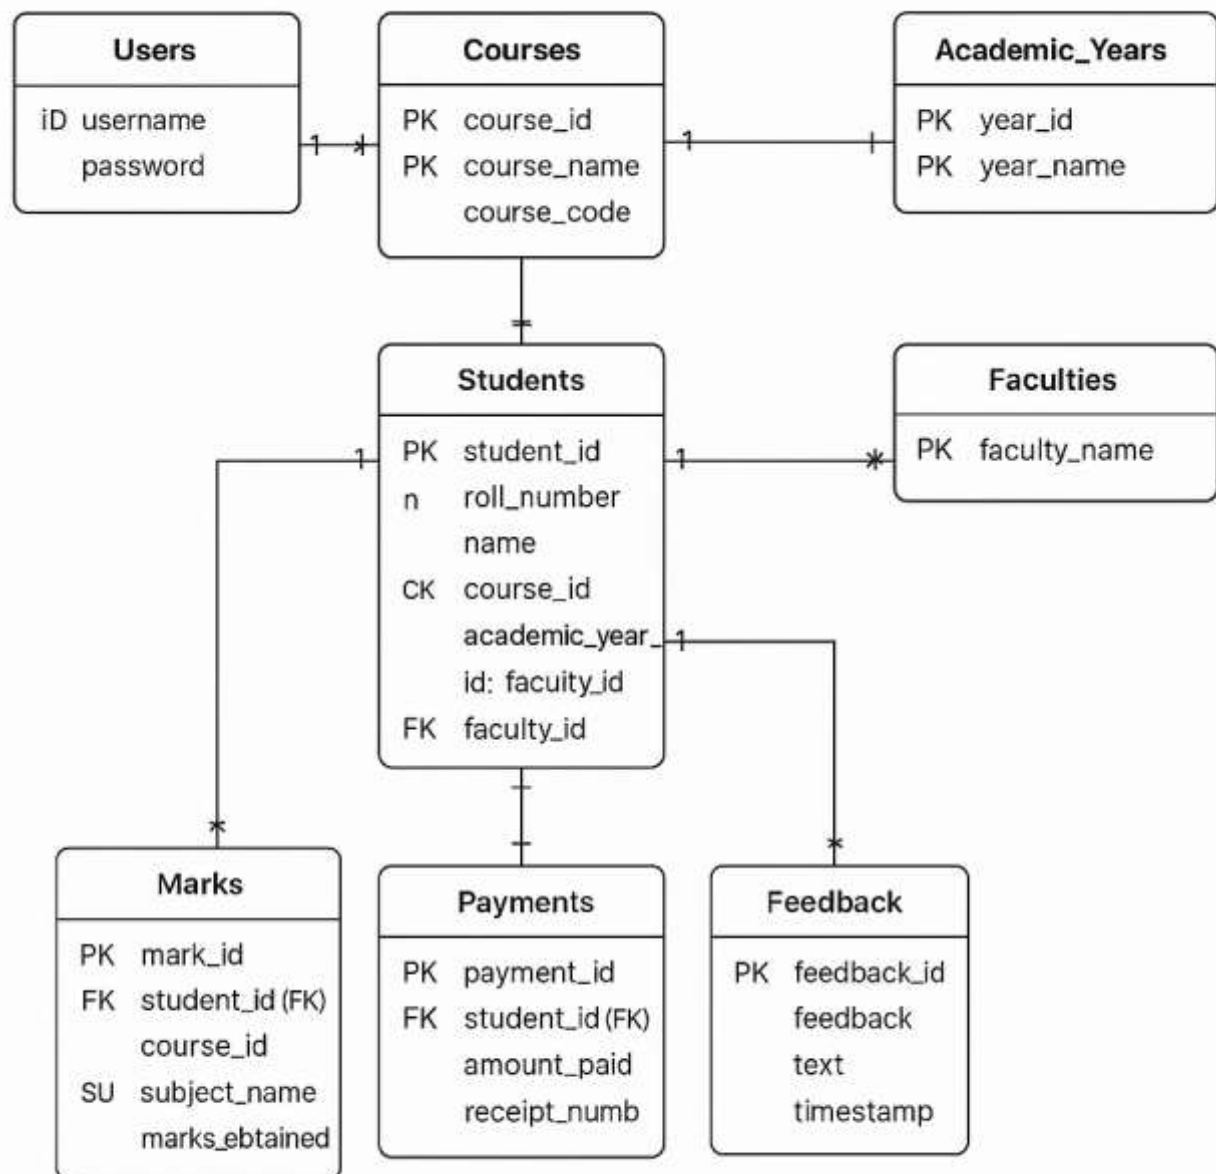 Users
iD username
password
1
*
Courses
PK course_id
PK course_name
course_code
1
Academic_Years
PK year_id
PK year_name
Students
PK student_id
n roll_number
name
CK course_id
academic_year_
id: facuity_id
FK faculty_id
1
1
*
1
Faculties
PK faculty_name
*
Marks
PK mark_id
FK student_id (FK)
course_id
SU subject_name
marks_ebtained
Payments
PK payment_id
FK student_id (FK)
amount_paid
receipt_numb
*
Feedback
PK feedback_id
feedback
text
timestamp